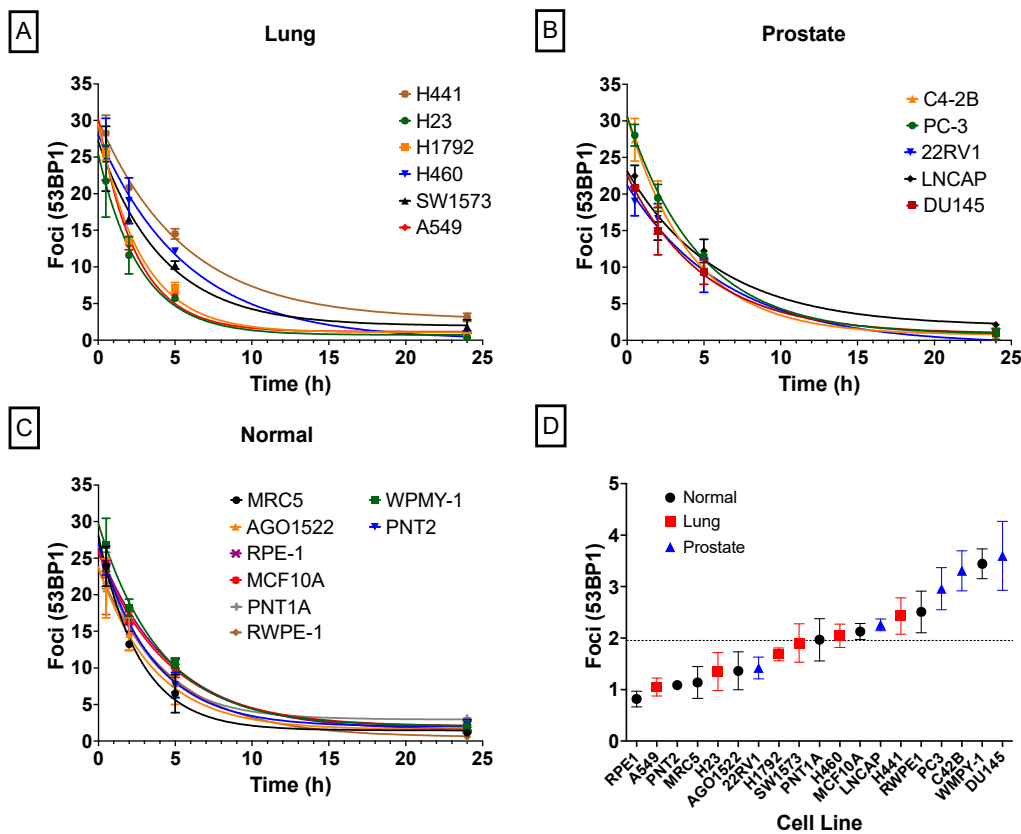 A
Lung
Foci (53BP1)
35
30
25
20
15
10
5
0
0
5
10
15
20
25
Time (h)
H441
H23
H1792
H460
SW1573
A549
B
Prostate
Foci (53BP1)
35
30
25
20
15
10
5
0
0
5
10
15
20
25
Time (h)
C4-2B
PC-3
22RV1
LNCAP
DU145
C
Normal
Foci (53BP1)
35
30
25
20
15
10
5
0
0
5
10
15
20
25
Time (h)
MRC5
AGO1522
RPE-1
MCF10A
PNT1A
RWPE-1
WPMY-1
PNT2
D
Foci (53BP1)
5
4
3
2
1
0
Normal
Lung
Prostate
RPE1
A549
PNT2
MRC5
H23
AGO1522
22RV1
H1792
SW1573
PNT1A
H460
MCF10A
LNCAP
H441
RWPE1
PC3
C42B
WMPY-1
DU145
Cell Line